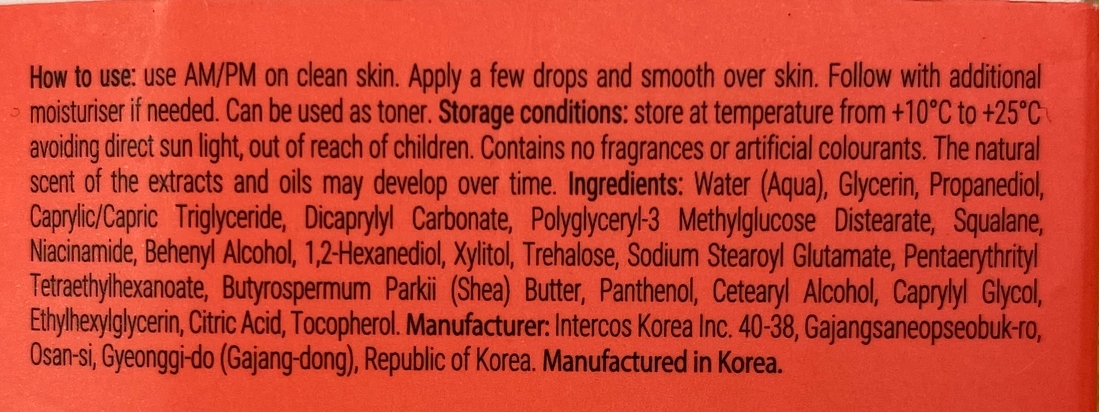 How to use: use AM/PM on clean skin. Apply a few drops and smooth over skin. Follow with additional
moisturiser if needed. Can be used as toner. Storage conditions: store at temperature from +10°C to +25°C
avoiding direct sun light, out of reach of children. Contains no fragrances or artificial colourants. The natural
scent of the extracts and oils may develop over time. Ingredients: Water (Aqua), Glycerin, Propanediol,
Caprylic/Capric Triglyceride, Dicaprylyl Carbonate, Polyglyceryl-3 Methylglucose Distearate, Squalane,
Niacinamide, Behenyl Alcohol, 1,2-Hexanediol, Xylitol, Trehalose, Sodium Stearoyl Glutamate, Pentaerythrityl
Tetraethylhexanoate, Butyrospermum Parkii (Shea) Butter, Panthenol, Cetearyl Alcohol, Caprylyl Glycol,
Ethylhexylglycerin, Citric Acid, Tocopherol. Manufacturer: Intercos Korea Inc. 40-38, Gajangsaneopseobuk-ro,
Osan-si, Gyeonggi-do (Gajang-dong), Republic of Korea. Manufactured in Korea.